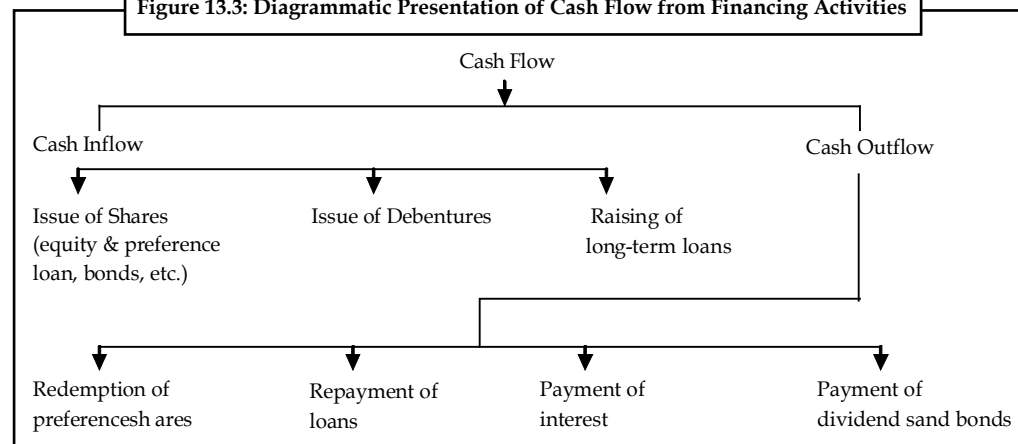 Figure 13.3: Diagrammatic Presentation of Cash Flow from Financing Activities
Cash Flow
Cash Inflow
Cash Outflow
Issue of Shares
(equity & preference
loan, bonds, etc.)
Issue of Debentures
Raising of
long-term loans
Redemption of
preferencesh ares
Repayment of
loans
Payment of
interest
Payment of
dividend sand bonds